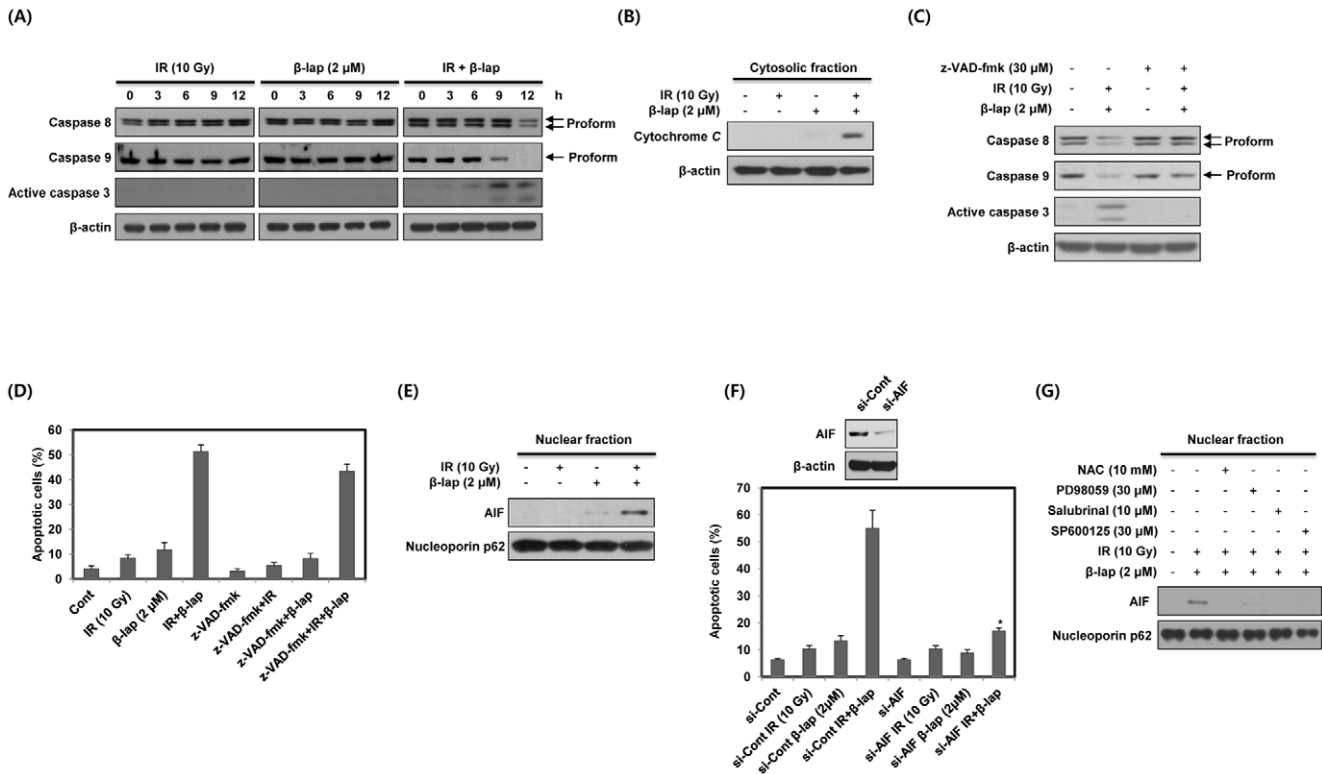 (A)
IR (10 Gy) β-lap (2 μM) IR + β-lap
0 3 6 9 12 0 3 6 9 12 0 3 6 9 12 h
Caspase 8 Proform
Caspase 9 Proform
Active caspase 3
β-actin
(B)
Cytosolic fraction
IR (10 Gy) - + - +
β-lap (2 μM) - - + +
Cytochrome C
β-actin
(C)
z-VAD-fmk (30 μM) - - + +
IR (10 Gy) - + - +
β-lap (2 μM) - + - +
Caspase 8 Proform
Caspase 9 Proform
Active caspase 3
β-actin
(D)
Apoptotic cells (%)
60
50
40
30
20
10
0
Cont
IR (10 Gy)
β-lap (2 μM)
IR+β-lap
z-VAD-fmk
z-VAD-fmk+IR
z-VAD-fmk+β-lap
z-VAD-fmk+IR+β-lap
(E)
Nuclear fraction
IR (10 Gy) - + - +
β-lap (2 μM) - - + +
AIF
Nucleoporin p62
(F)
si-Cont
si-AIF
AIF
β-actin
Apoptotic cells (%)
70
60
50
40
30
20
10
0
*
si-Cont
si-Cont IR (10 Gy)
si-Cont β-lap (2μM)
si-Cont IR+β-lap
si-AIF
si-AIF IR (10 Gy)
si-AIF β-lap (2μM)
si-AIF IR+β-lap
(G)
Nuclear fraction
NAC (10 mM) - - + - - -
PD98059 (30 μM) - - - + - -
Salubrinal (10 μM) - - - - + -
SP600125 (30 μM) - - - - - +
IR (10 Gy) - + + + + +
β-lap (2 μM) - + + + + +
AIF
Nucleoporin p62